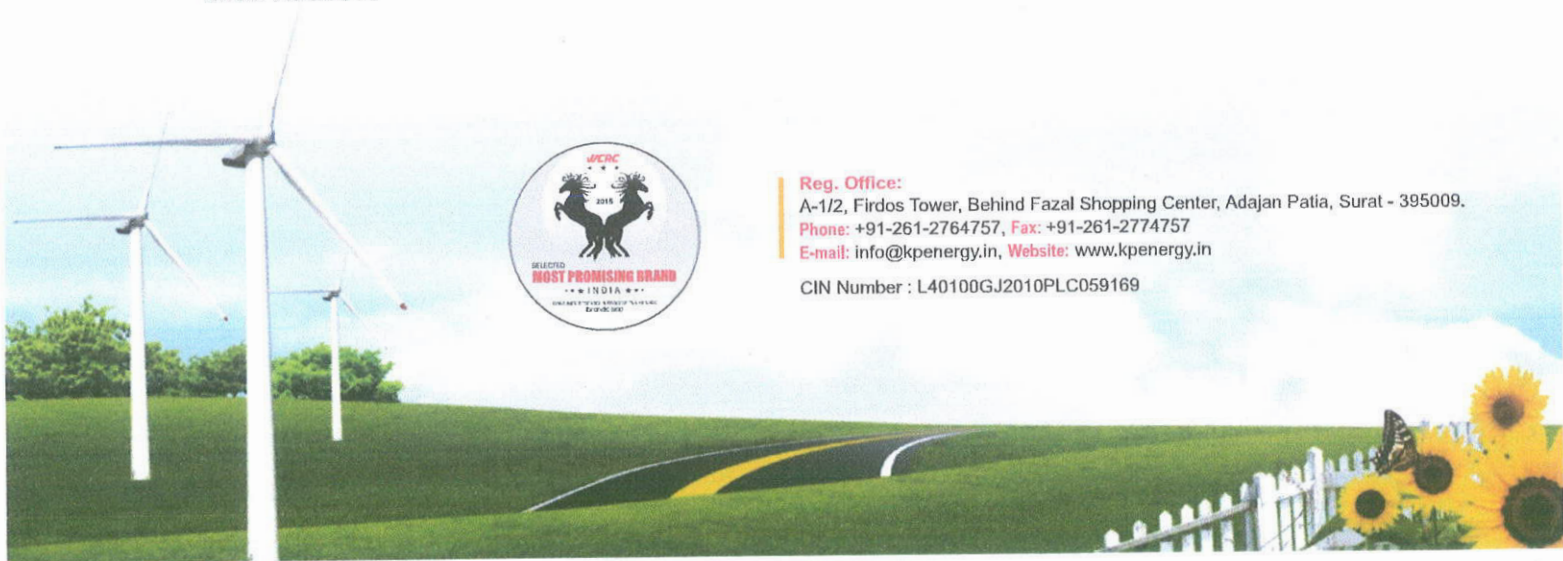 WCRC
2015
SELECTED
MOST PROMISING BRAND
INDIA
Reg. Office:
A-1/2, Firdos Tower, Behind Fazal Shopping Center, Adajan Patia, Surat - 395009.
Phone: +91-261-2764757, Fax: +91-261-2774757
E-mail: info@kpenergy.in, Website: www.kpenergy.in
CIN Number : L40100GJ2010PLC059169